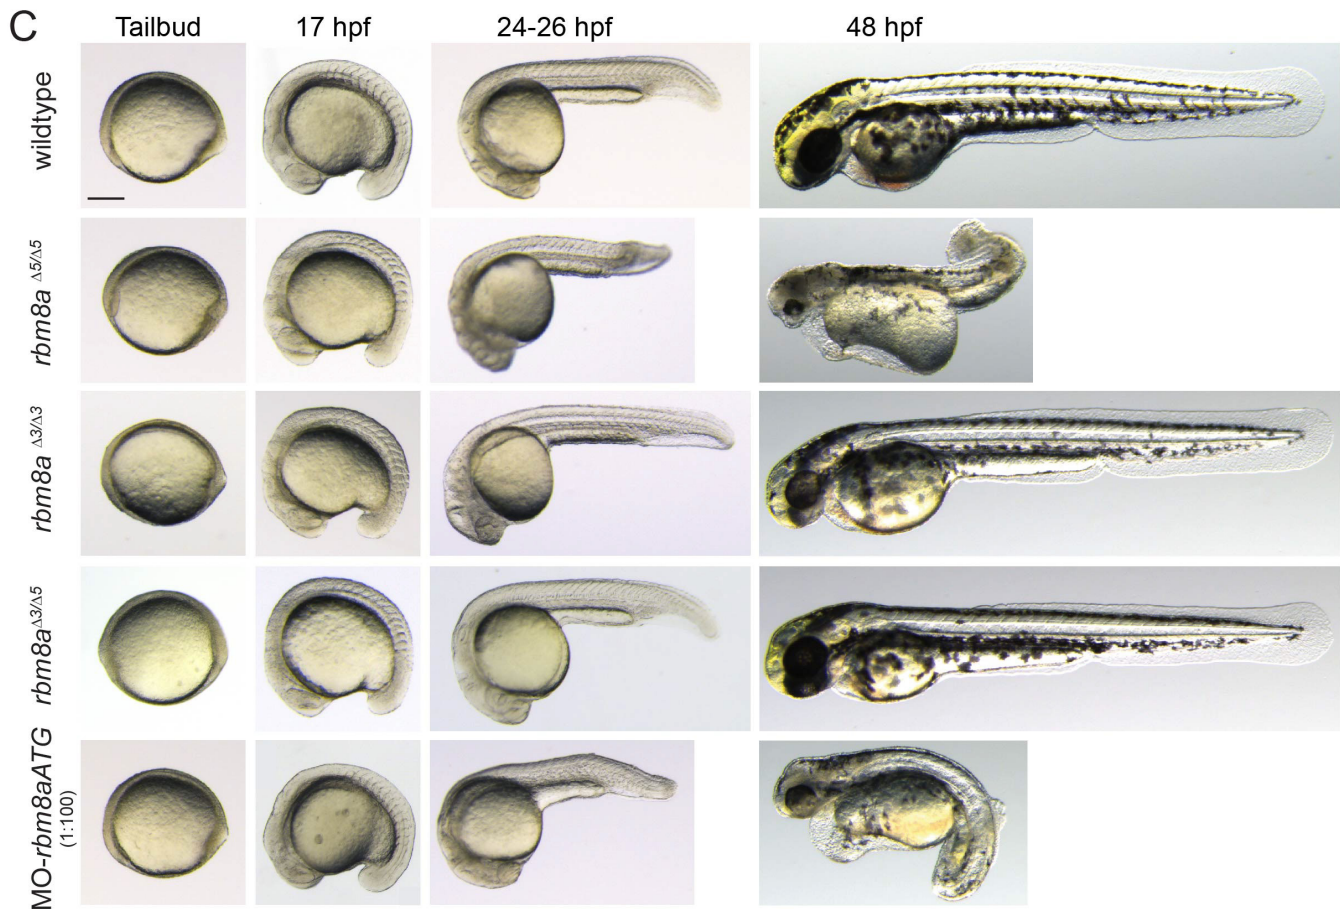 C
Tailbud 17 hpf 24-26 hpf 48 hpf
wildtype
rbm8a Δ5/Δ5
rbm8a Δ3/Δ3
rbm8aΔ3/Δ5
MO-rbm8aATG
(1:100)